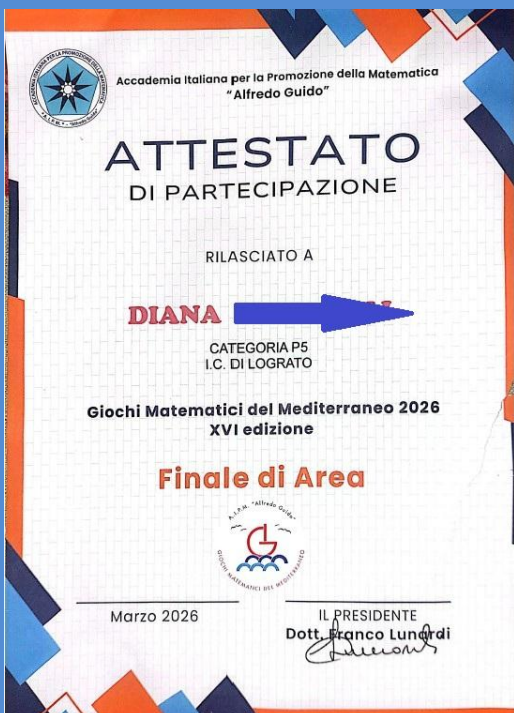 Accademia Italiana per la Promozione della Matematica
"Alfredo Guido"
ATTESTATO
DI PARTECIPAZIONE
RILASCIATO A
DIANA
CATEGORIA P5
I.C. DI LOGRATO
Giochi Matematici del Mediterraneo 2026
XVI edizione
Finale di Area
A.I.P.M. "Alfredo Guido"
GIOCHI MATEMATICI DEL MEDITERRANEO
Marzo 2026
IL PRESIDENTE
Dott. Franco Lunardi